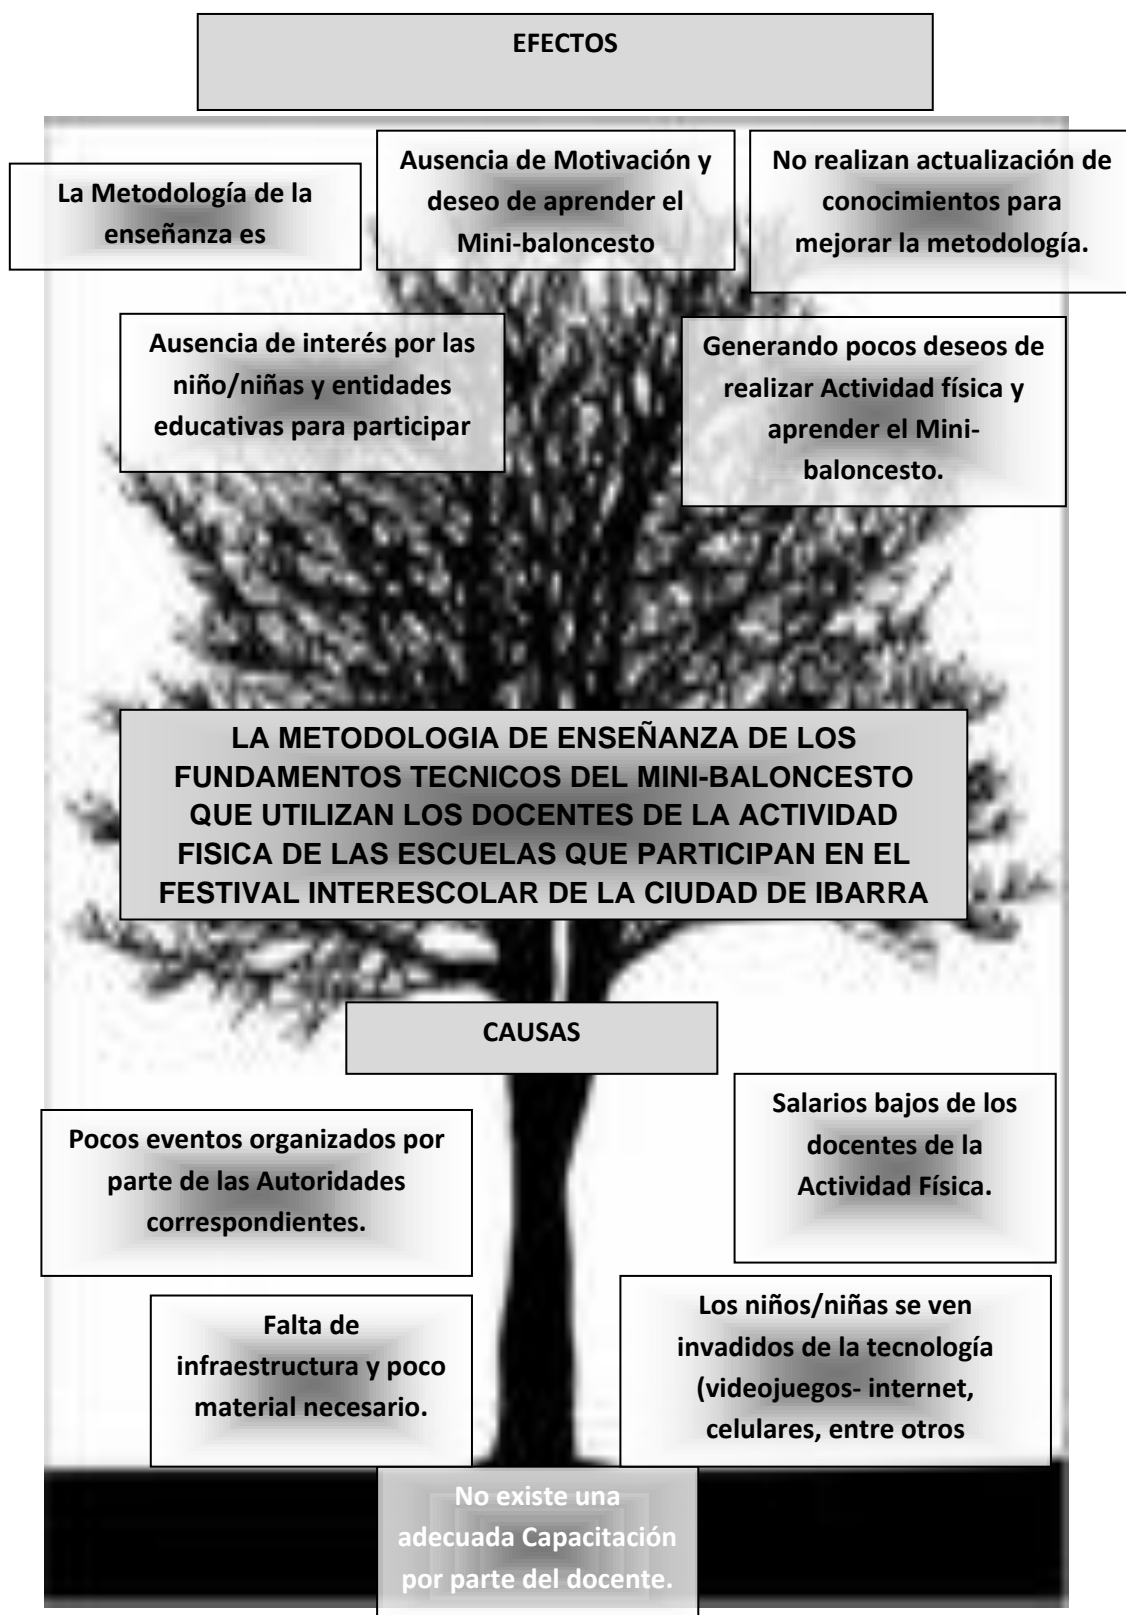 EFECTOS
La Metodología de la
enseñanza es
Ausencia de Motivación y
deseo de aprender el
Mini-baloncesto
No realizan actualización de
conocimientos para
mejorar la metodología.
Ausencia de interés por las
niño/niñas y entidades
educativas para participar
Generando pocos deseos de
realizar Actividad física y
aprender el Mini-
baloncesto.
LA METODOLOGIA DE ENSEÑANZA DE LOS
FUNDAMENTOS TECNICOS DEL MINI-BALONCESTO
QUE UTILIZAN LOS DOCENTES DE LA ACTIVIDAD
FISICA DE LAS ESCUELAS QUE PARTICIPAN EN EL
FESTIVAL INTERESCOLAR DE LA CIUDAD DE IBARRA
CAUSAS
Pocos eventos organizados por
parte de las Autoridades
correspondientes.
Salarios bajos de los
docentes de la
Actividad Física.
Falta de
infraestructura y poco
material necesario.
Los niños/niñas se ven
invadidos de la tecnología
(videojuegos- internet,
celulares, entre otros
No existe una
adecuada Capacitación
por parte del docente.